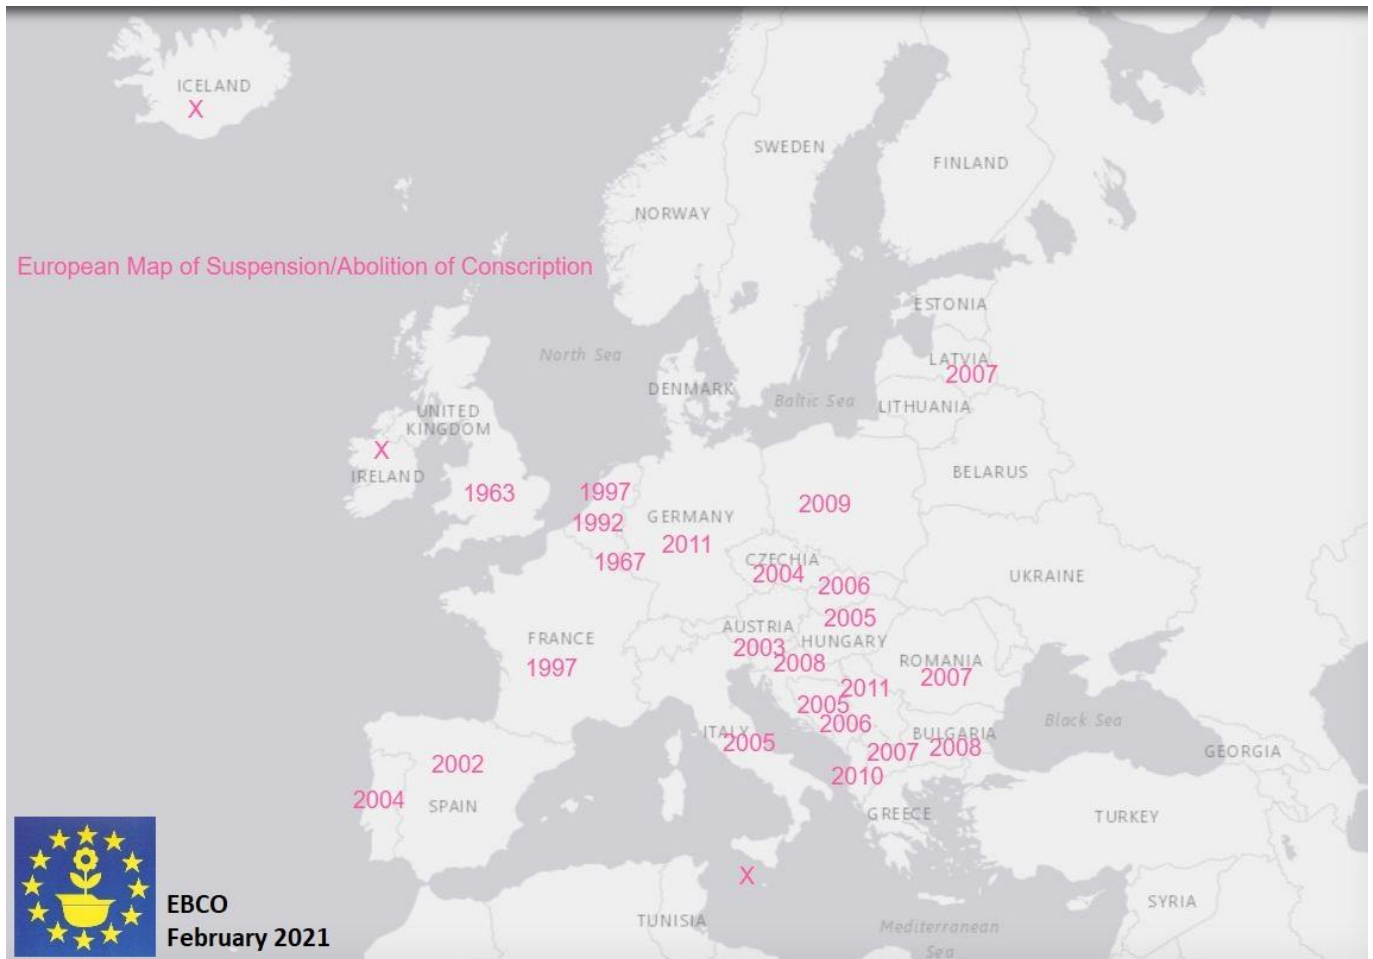 ICELAND
X
SWEDEN
FINLAND
NORWAY
European Map of Suspension/Abolition of Conscription
ESTONIA
North Sea
LATVIA
2007
DENMARK
Baltic Sea
LITHUANIA
UNITED
KINGDOM
X
IRELAND
BELARUS
1963
1997
2009
1992
GERMANY
2011
1967
CZECHIA
2004
2006
UKRAINE
2005
AUSTRIA
HUNGARY
2003
2008
FRANCE
1997
ROMANIA
2007
2011
2005
2006
ITALY
2005
BULGARIA
2008
2007
2010
Black Sea
GEORGIA
2002
2004
SPAIN
GREECE
TURKEY
X
SYRIA
TUNISIA
Mediterranean
Sea
EBCO
February 2021